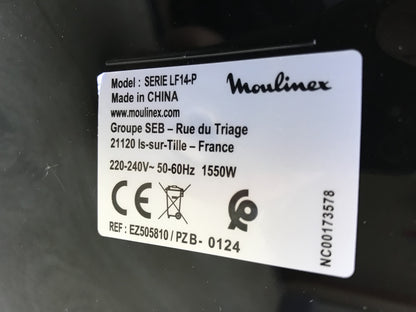 Model : SERIE LF14-P
Moulinex
Made in CHINA
www.moulinex.com
Groupe SEB – Rue du Triage
21120 Is-sur-Tille – France
220-240V~ 50-60Hz 1550W
CE
REF : EZ505810 / PZB- 0124
NC00173578